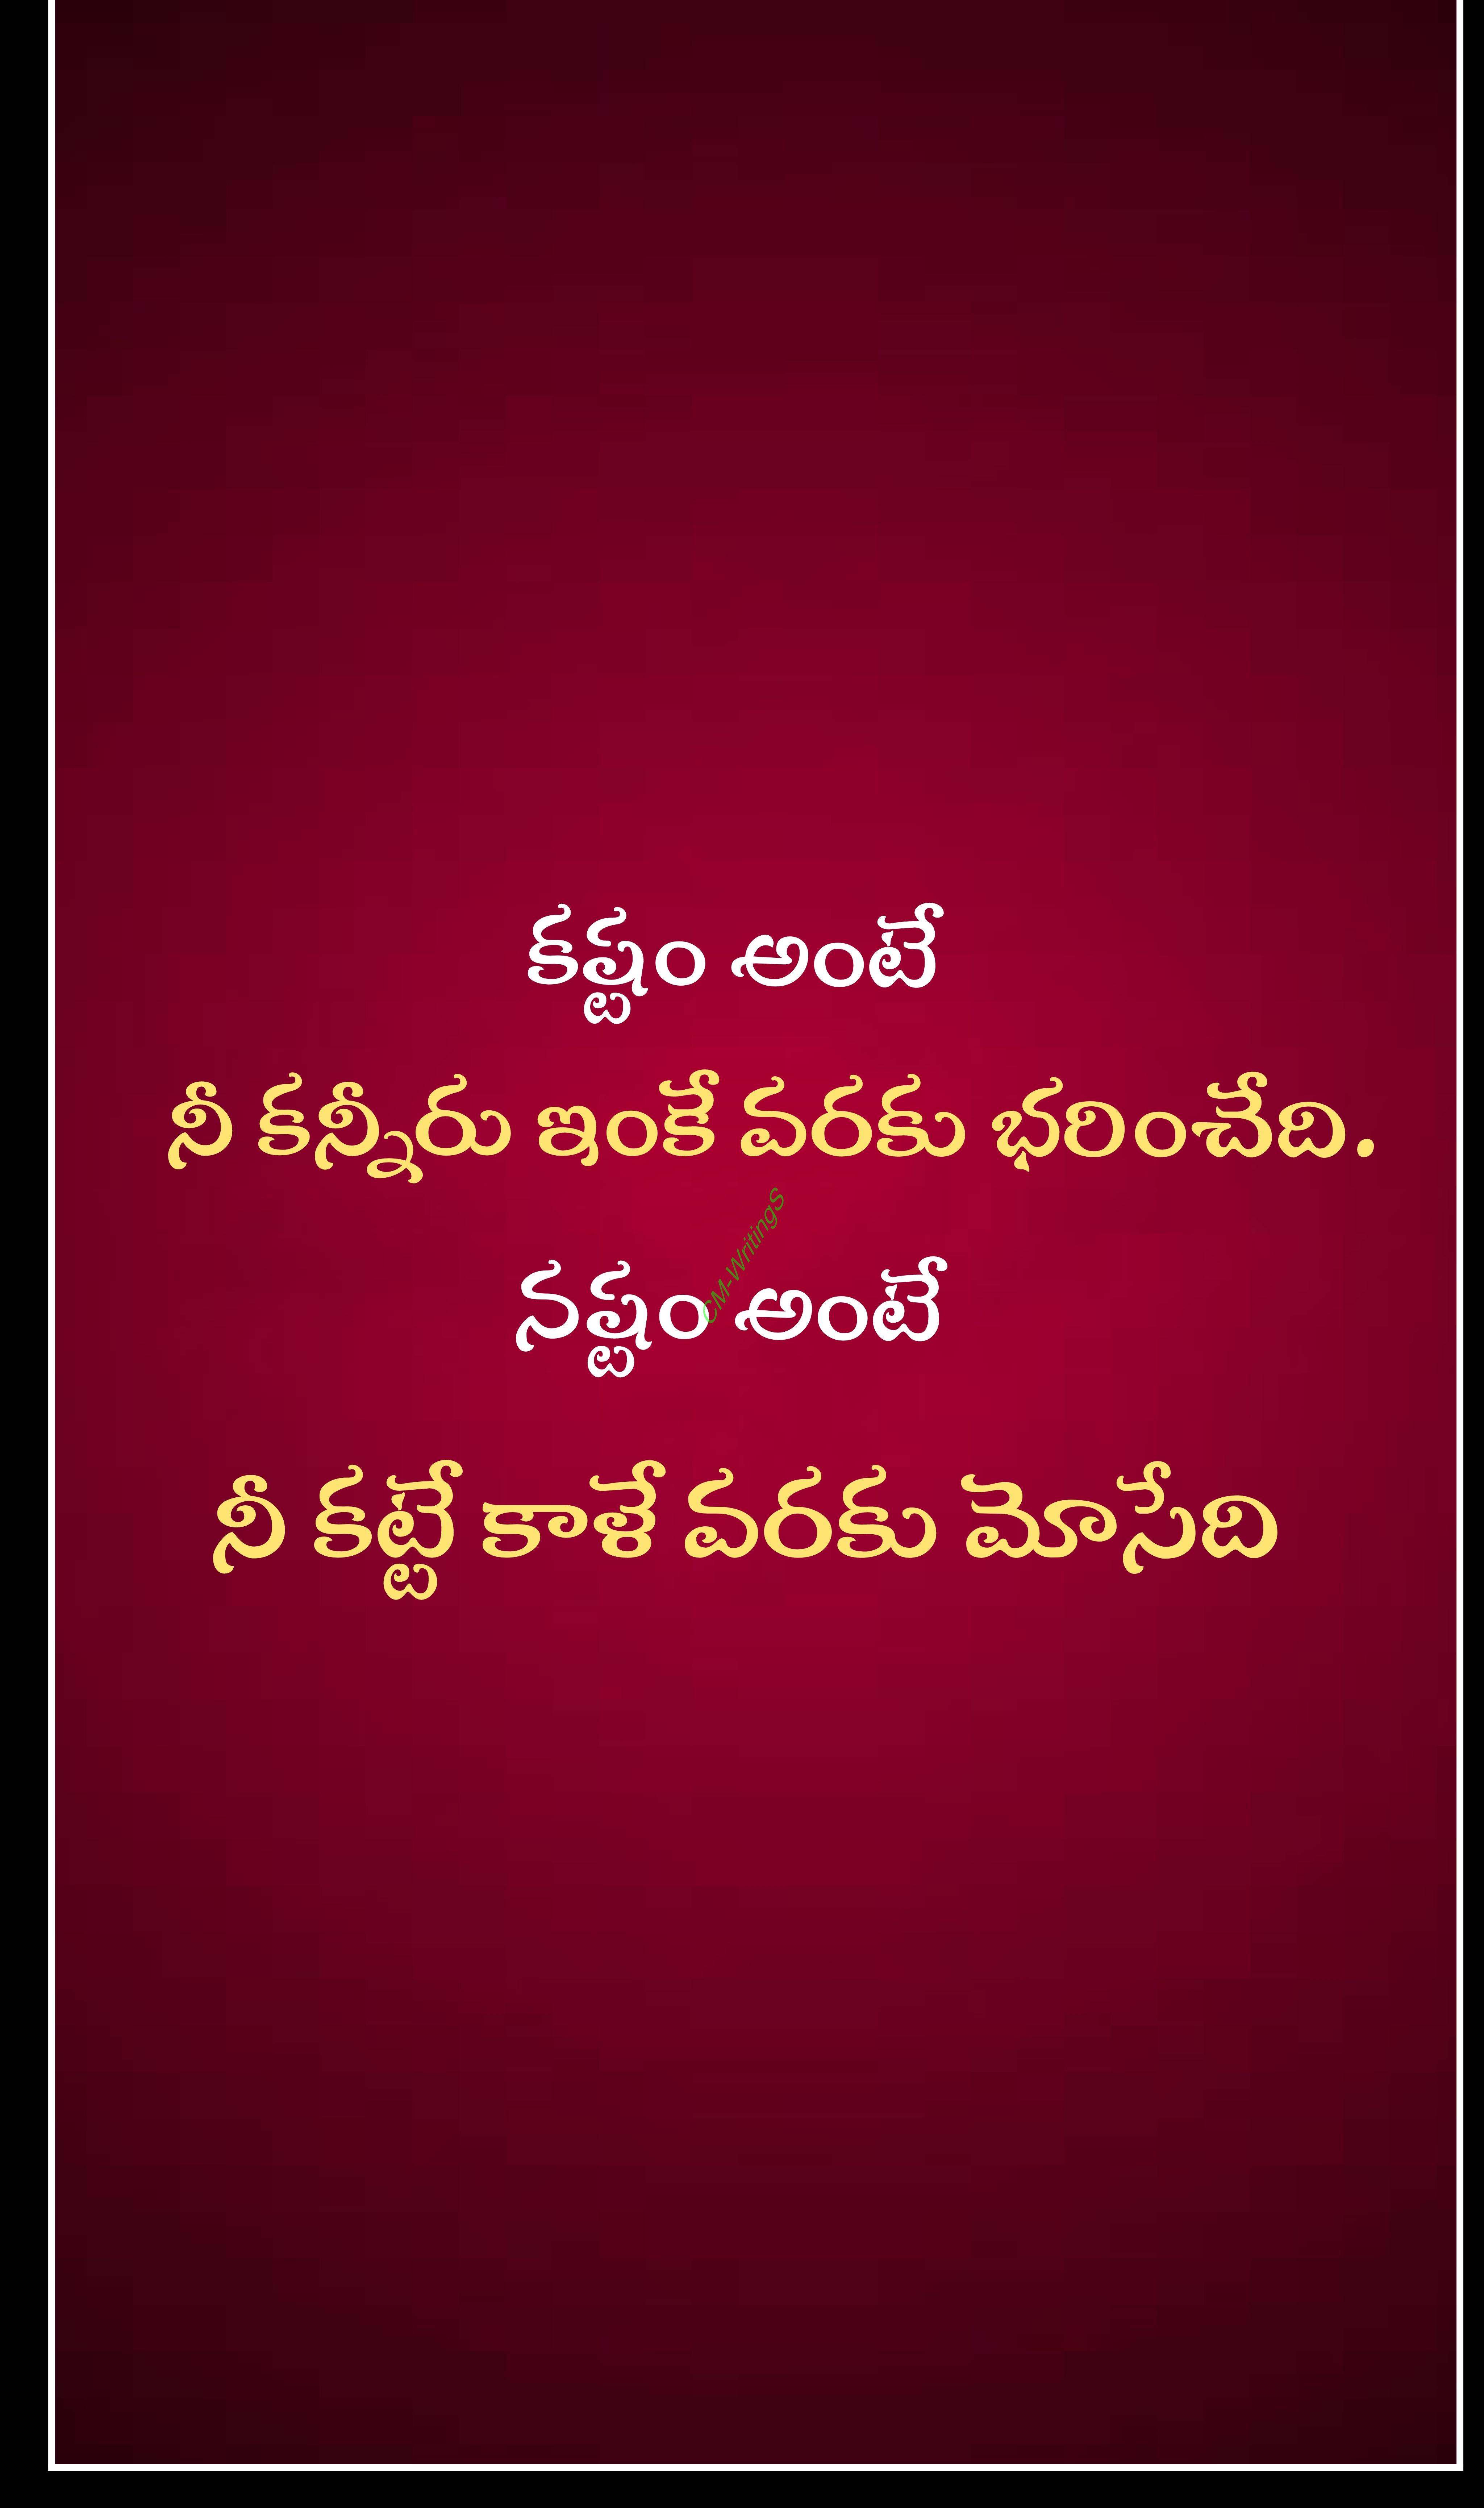 కష్టం అంటే
నీ కన్నీరు ఇంకే వరకు భరించేది.
CM-Writings
నష్టం అంటే
నీ కట్టే కాలే వరకు మోసేది